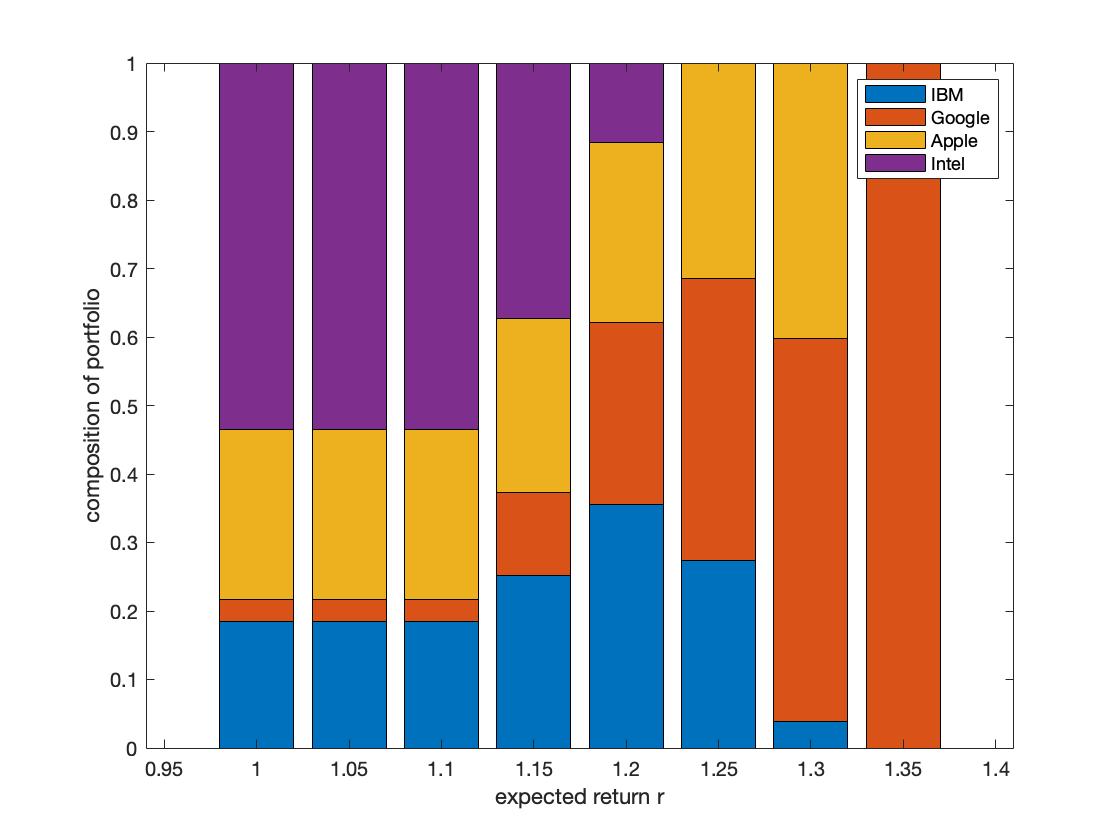 1
0.9
0.8
0.7
0.6
0.5
0.4
0.3
0.2
0.1
0
composition of portfolio
IBM
Google
Apple
Intel
0.95 1 1.05 1.1 1.15 1.2 1.25 1.3 1.35 1.4
expected return r